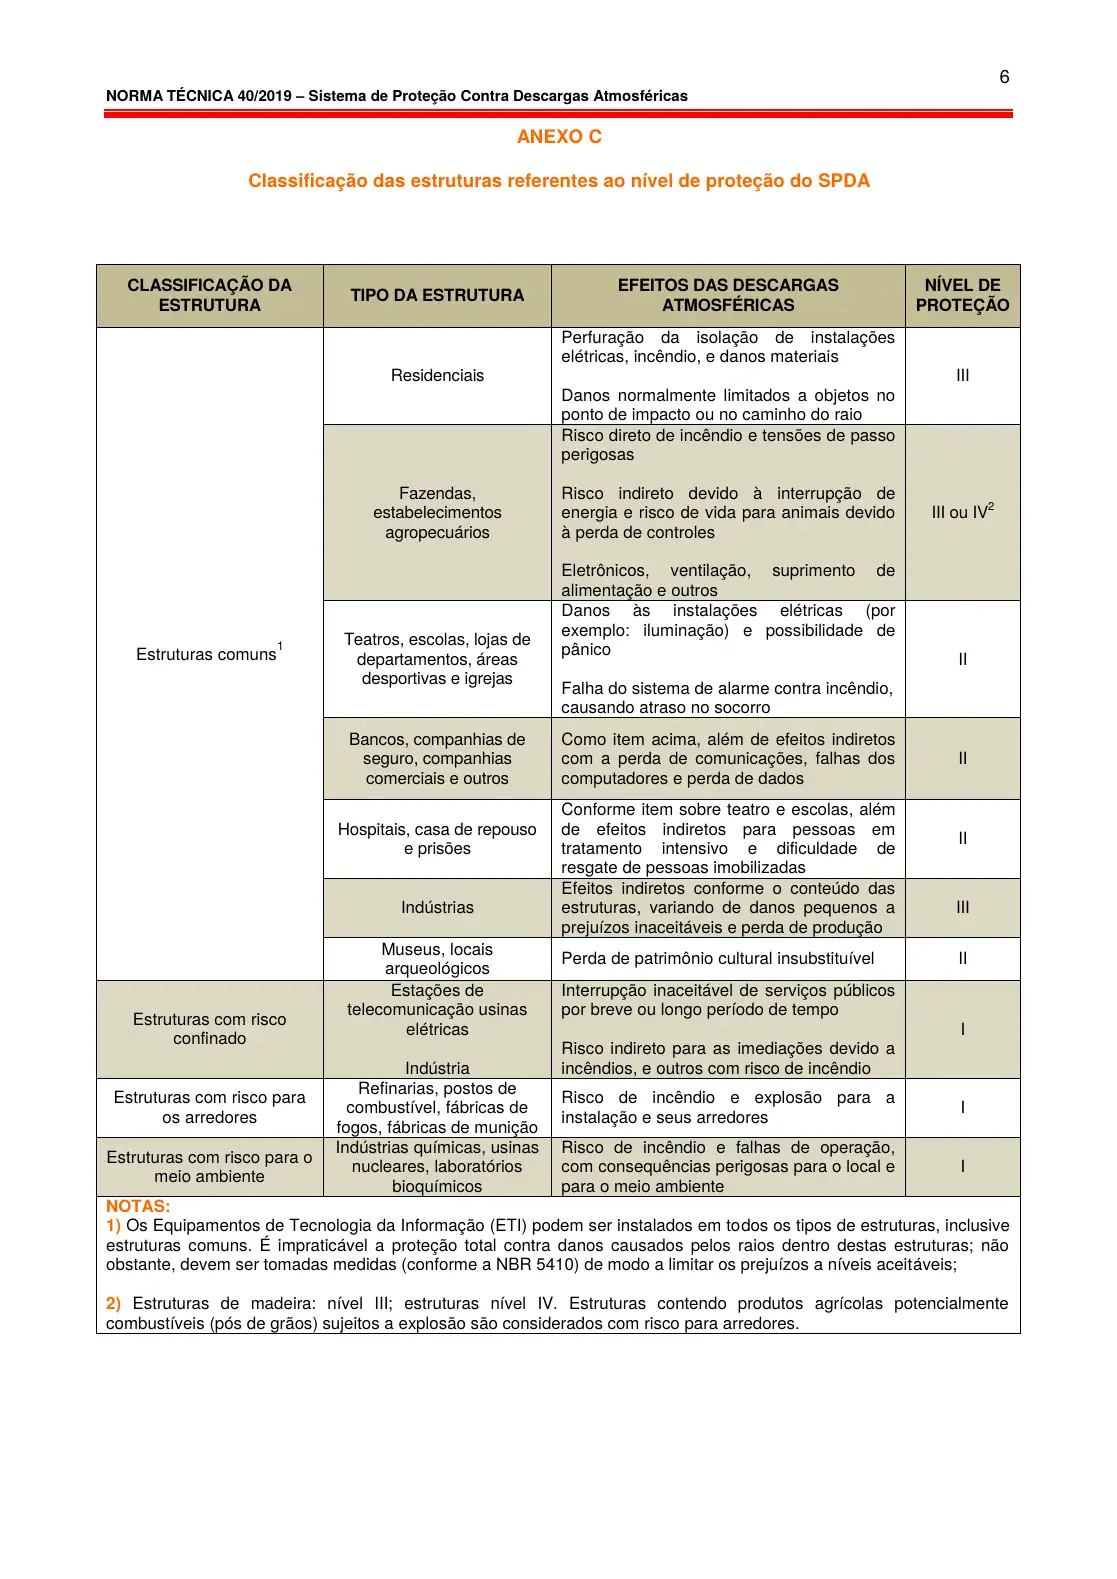 6
NORMA TÉCNICA 40/2019 – Sistema de Proteção Contra Descargas Atmosféricas
ANEXO C
Classificação das estruturas referentes ao nível de proteção do SPDA
CLASSIFICAÇÃO DA
ESTRUTURA
TIPO DA ESTRUTURA
EFEITOS DAS DESCARGAS
ATMOSFÉRICAS
NÍVEL DE
PROTEÇÃO
Estruturas comuns1
Residenciais
Perfuração da isolação de instalações
elétricas, incêndio, e danos materiais
Danos normalmente limitados a objetos no
ponto de impacto ou no caminho do raio
III
Fazendas,
estabelecimentos
agropecuários
Risco direto de incêndio e tensões de passo
perigosas
Risco indireto devido à interrupção de
energia e risco de vida para animais devido
à perda de controles
Eletrônicos, ventilação, suprimento de
alimentação e outros
III ou IV2
Teatros, escolas, lojas de
departamentos, áreas
desportivas e igrejas
Danos às instalações elétricas (por
exemplo: iluminação) e possibilidade de
pânico
Falha do sistema de alarme contra incêndio,
causando atraso no socorro
II
Bancos, companhias de
seguro, companhias
comerciais e outros
Como item acima, além de efeitos indiretos
com a perda de comunicações, falhas dos
computadores e perda de dados
II
Hospitais, casa de repouso
e prisões
Conforme item sobre teatro e escolas, além
de efeitos indiretos para pessoas em
tratamento intensivo e dificuldade de
resgate de pessoas imobilizadas
II
Indústrias
Efeitos indiretos conforme o conteúdo das
estruturas, variando de danos pequenos a
prejuízos inaceitáveis e perda de produção
III
Museus, locais
arqueológicos
Perda de patrimônio cultural insubstituível
II
Estruturas com risco
confinado
Estações de
telecomunicação usinas
elétricas
Indústria
Interrupção inaceitável de serviços públicos
por breve ou longo período de tempo
Risco indireto para as imediações devido a
incêndios, e outros com risco de incêndio
I
Estruturas com risco para
os arredores
Refinarias, postos de
combustível, fábricas de
fogos, fábricas de munição
Risco de incêndio e explosão para a
instalação e seus arredores
I
Estruturas com risco para o
meio ambiente
Indústrias químicas, usinas
nucleares, laboratórios
bioquímicos
Risco de incêndio e falhas de operação,
com consequências perigosas para o local e
para o meio ambiente
I
NOTAS:
1) Os Equipamentos de Tecnologia da Informação (ETI) podem ser instalados em todos os tipos de estruturas, inclusive
estruturas comuns. É impraticável a proteção total contra danos causados pelos raios dentro destas estruturas; não
obstante, devem ser tomadas medidas (conforme a NBR 5410) de modo a limitar os prejuízos a níveis aceitáveis;
2) Estruturas de madeira: nível III; estruturas nível IV. Estruturas contendo produtos agrícolas potencialmente
combustíveis (pós de grãos) sujeitos a explosão são considerados com risco para arredores.